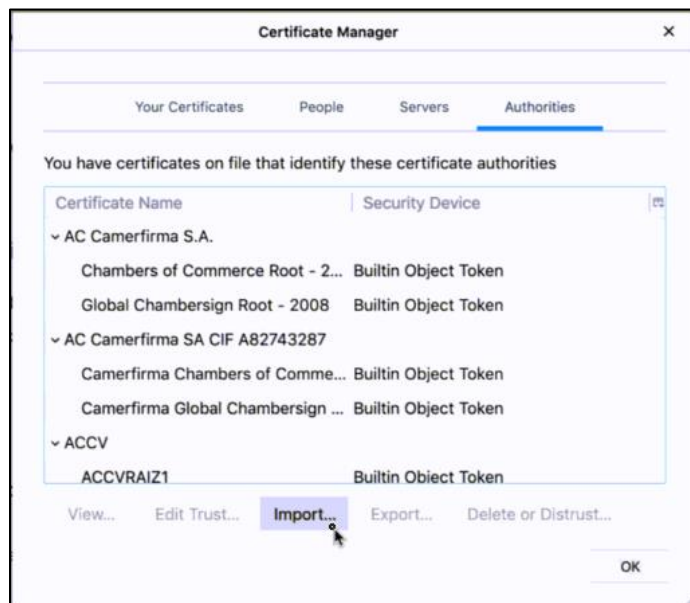 Certificate Manager
Your Certificates People Servers Authorities
You have certificates on file that identify these certificate authorities
Certificate Name Security Device
AC Camerfirma S.A.
Chambers of Commerce Root - 2... Builtin Object Token
Global Chambersign Root - 2008 Builtin Object Token
AC Camerfirma SA CIF A82743287
Camerfirma Chambers of Comme... Builtin Object Token
Camerfirma Global Chambersign ... Builtin Object Token
ACCV
ACCVRAIZ1 Builtin Object Token
View... Edit Trust... Import... Export... Delete or Distrust...
OK